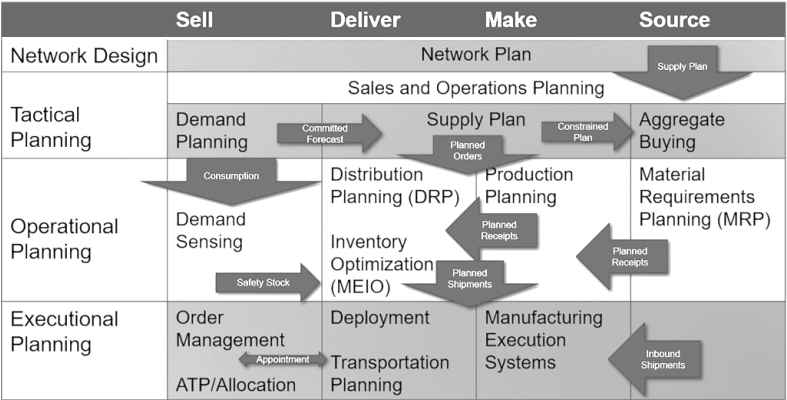 Sell
Deliver
Make
Source
Network Design
Network Plan
Supply Plan
Sales and Operations Planning
Tactical
Planning
Demand
Planning
Committed
Forecast
Supply Plan
Planned
Orders
Constrained
Plan
Aggregate
Buying
Operational
Planning
Consumption
Demand
Sensing
Safety Stock
Distribution
Planning (DRP)
Inventory
Optimization
(MEIO)
Planned
Shipments
Production
Planning
Planned
Receipts
Material
Requirements
Planning (MRP)
Planned
Receipts
Executional
Planning
Order
Management
Appointment
ATP/Allocation
Deployment
Transportation
Planning
Manufacturing
Execution
Systems
Inbound
Shipments